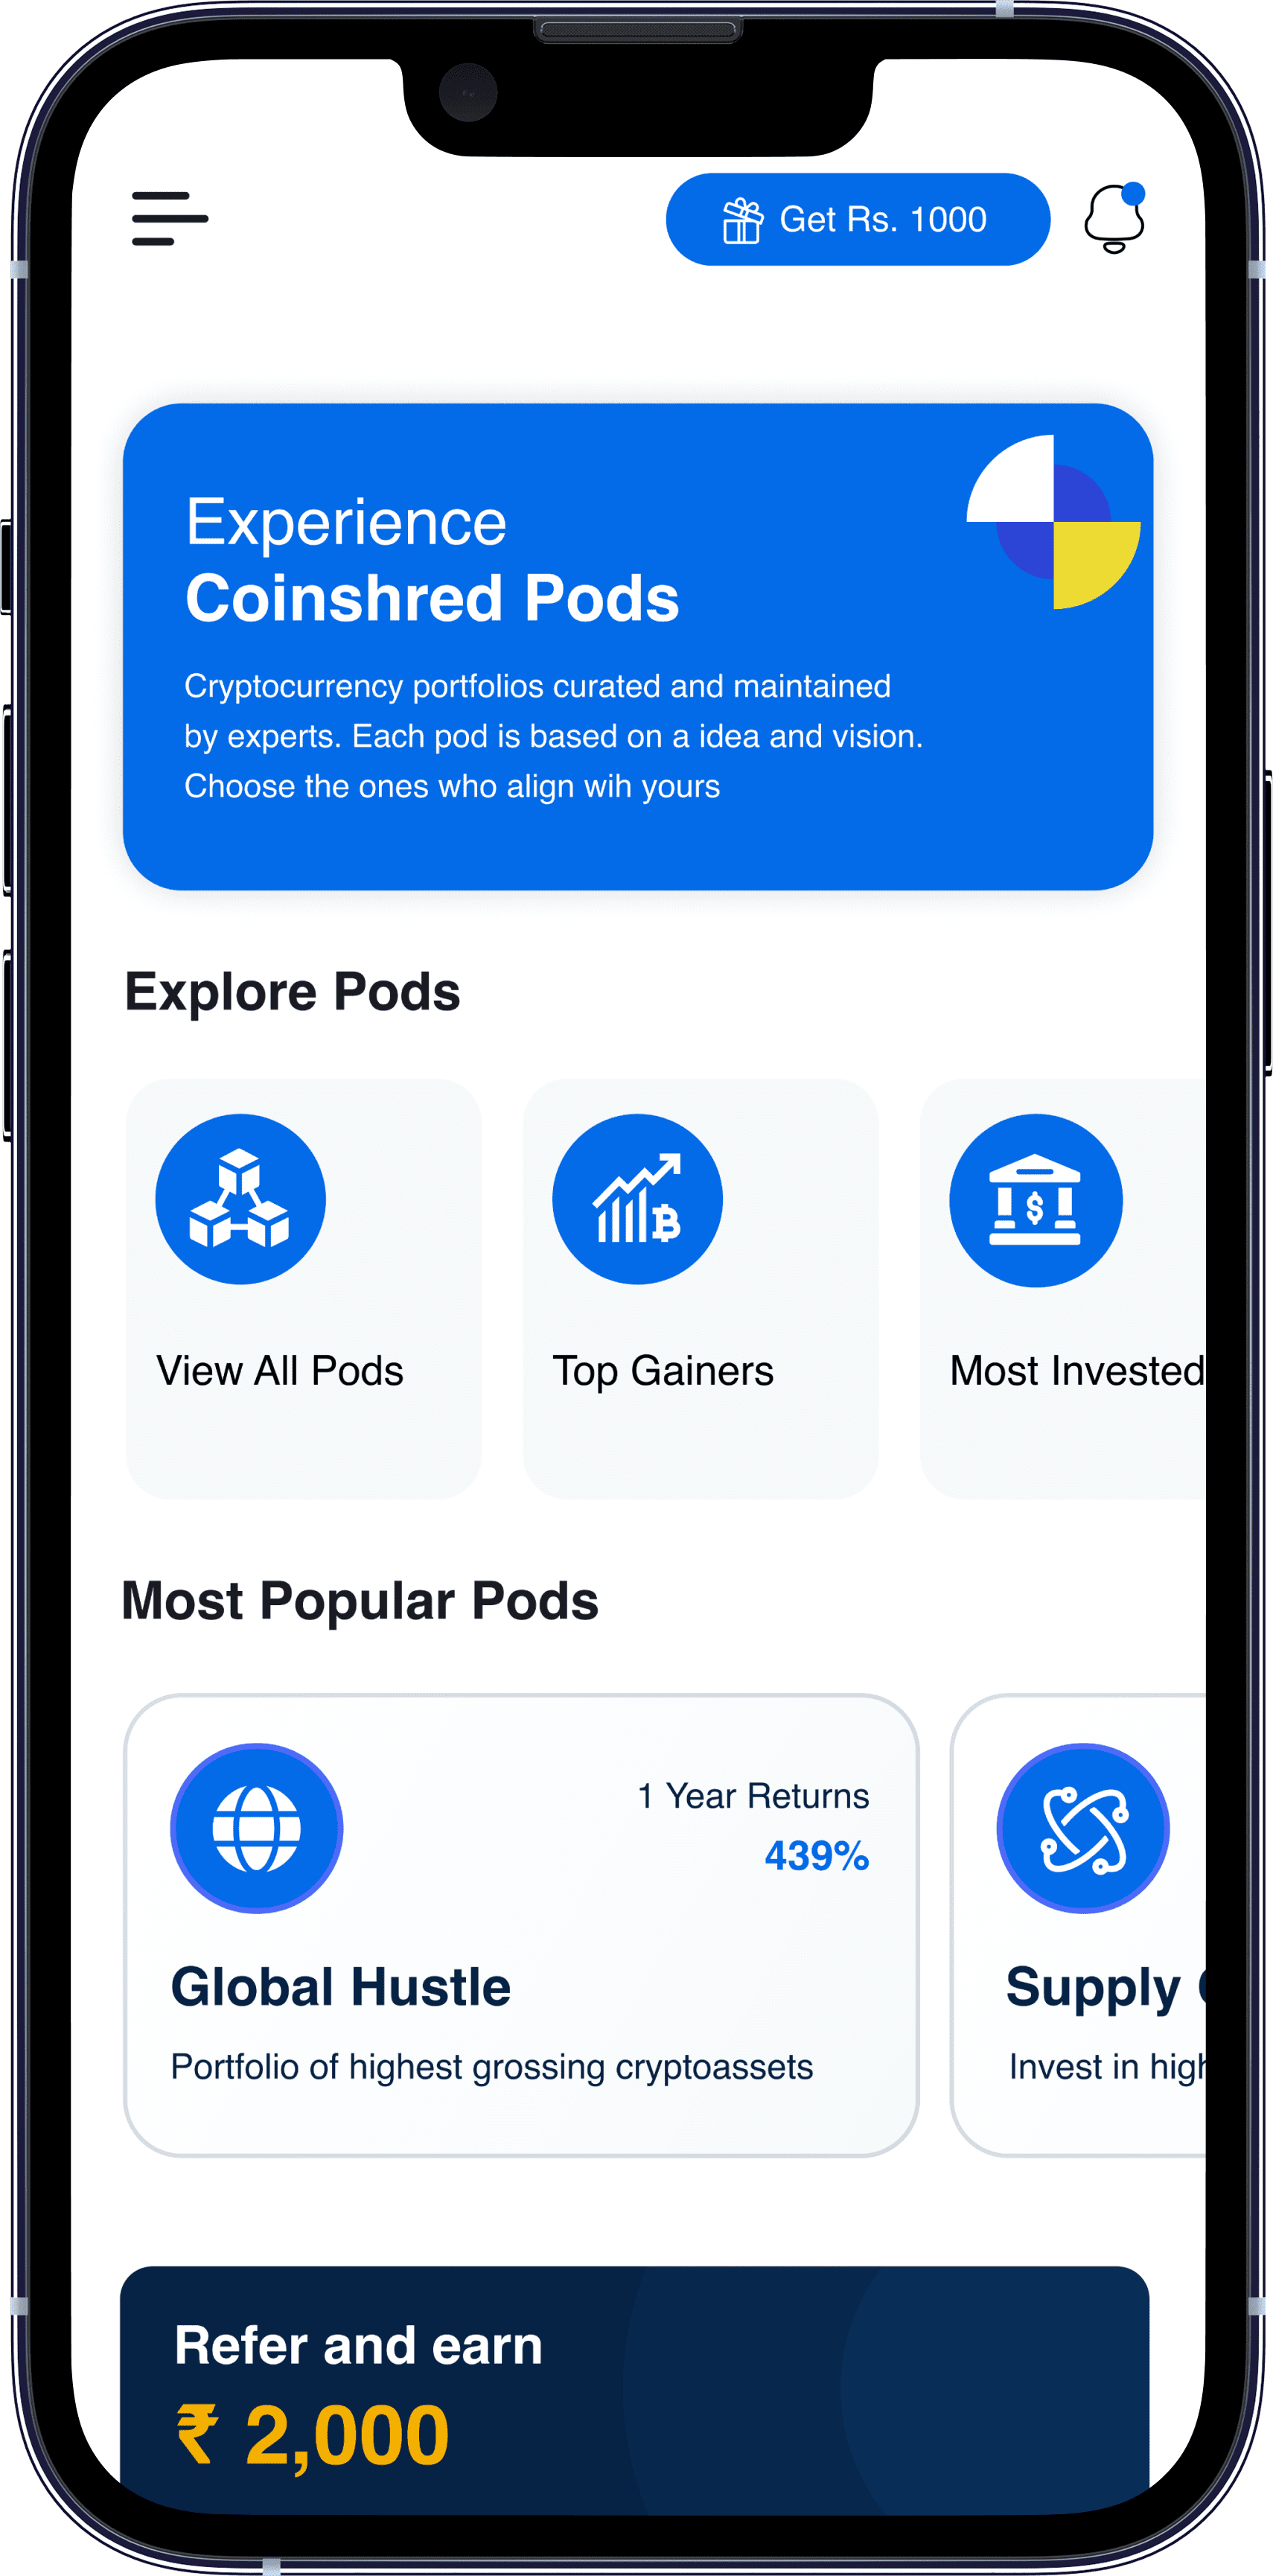 Get Rs. 1000
Experience
Coinshred Pods
Cryptocurrency portfolios curated and maintained
by experts. Each pod is based on a idea and vision.
Choose the ones who align wih yours
Explore Pods
View All Pods
Top Gainers
Most Invested
Most Popular Pods
1 Year Returns
439%
Global Hustle
Portfolio of highest grossing cryptoassets
Supply
Invest in high
Refer and earn
₹ 2,000